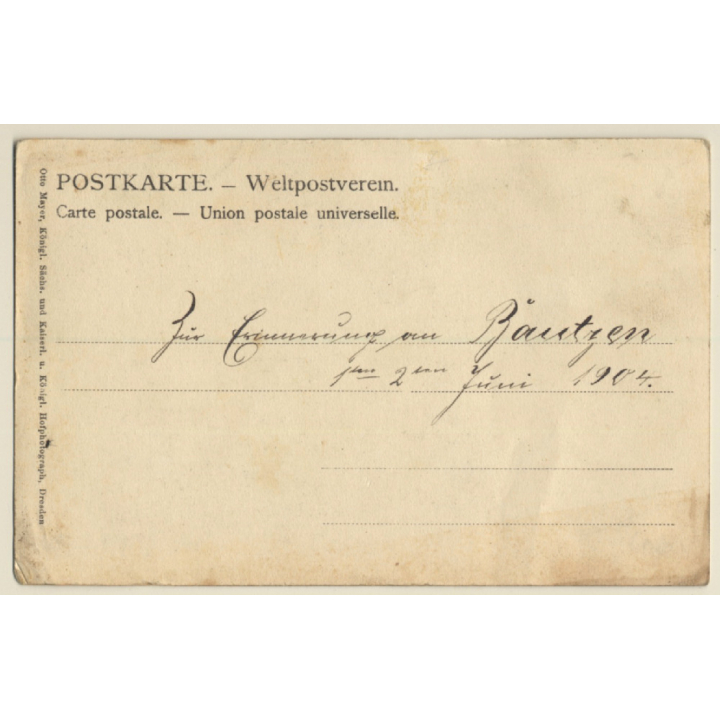 POSTKARTE. – Weltpostverein.
Carte postale. — Union postale universelle.
Zur Erinnerung an Bautzen
1ten 2ten Juni 1904.
Otto Mayer, Königl. Sächs. und Kaiserl. u. Königl. Hofphotograph, Dresden